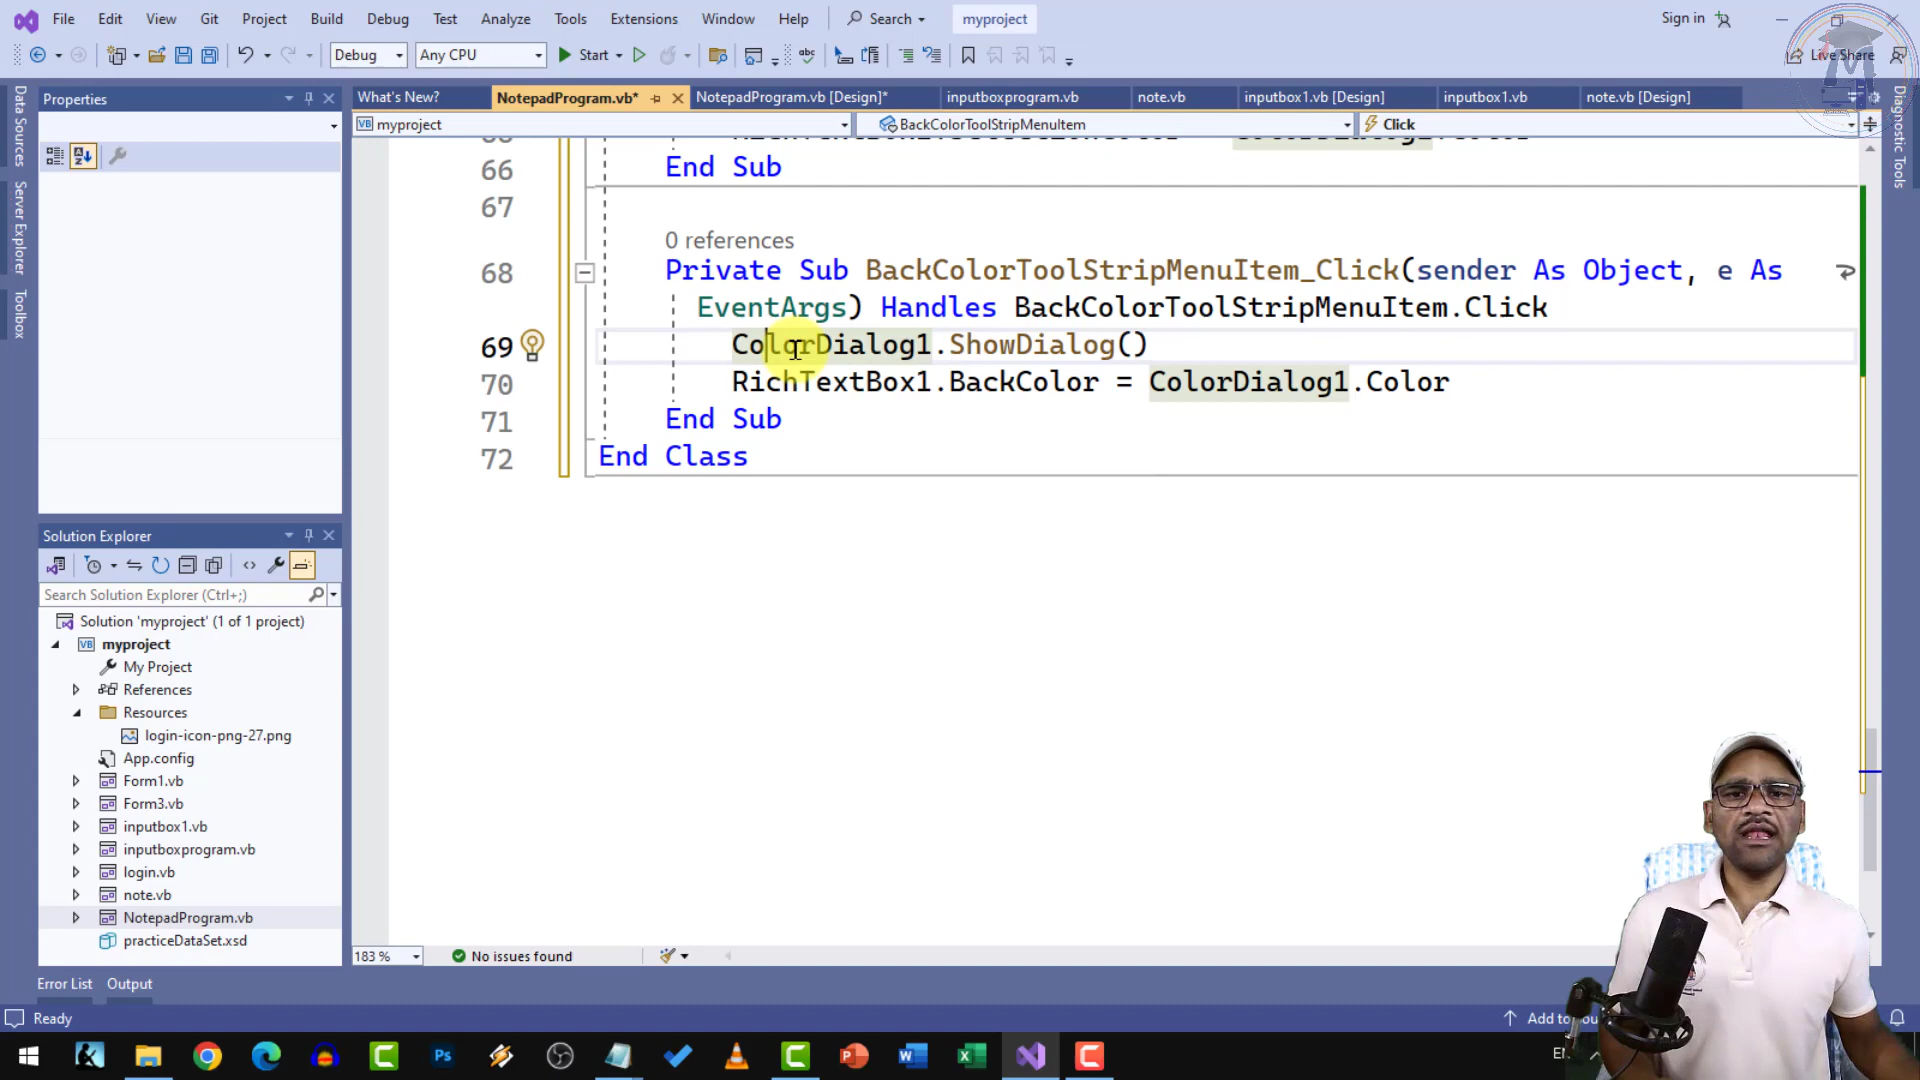 File Edit View Git Project Build Debug Test Analyze Tools Extensions Window Help Search myproject Sign in
Debug Any CPU Start Live Share
Properties
What's New? NotepadProgram.vb* NotepadProgram.vb [Design]* inputboxprogram.vb note.vb inputbox1.vb [Design] inputbox1.vb note.vb [Design]
VB myproject BackColorToolStripMenuItem Click
Data Sources
Server Explorer
Toolbox
Diagnostic Tools
66 End Sub
67
0 references
68 Private Sub BackColorToolStripMenuItem_Click(sender As Object, e As
EventArgs) Handles BackColorToolStripMenuItem.Click
69 ColorDialog1.ShowDialog()
70 RichTextBox1.BackColor = ColorDialog1.Color
71 End Sub
72 End Class
Solution Explorer
Search Solution Explorer (Ctrl+;)
Solution 'myproject' (1 of 1 project)
VB myproject
My Project
References
Resources
login-icon-png-27.png
App.config
Form1.vb
Form3.vb
inputbox1.vb
inputboxprogram.vb
login.vb
note.vb
NotepadProgram.vb
practiceDataSet.xsd
183 % No issues found
Error List Output
Ready Add to